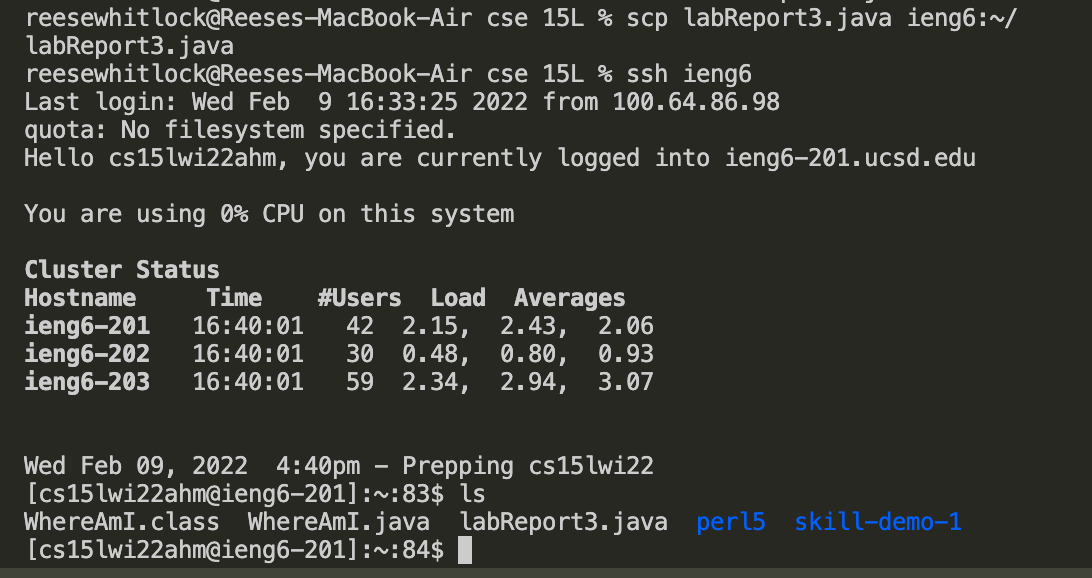 reesewhitlock@Reeses-MacBook-Air cse 15L % scp labReport3.java ieng6:~/
labReport3.java
reesewhitlock@Reeses-MacBook-Air cse 15L % ssh ieng6
Last login: Wed Feb  9 16:33:25 2022 from 100.64.86.98
quota: No filesystem specified.
Hello cs15lwi22ahm, you are currently logged into ieng6-201.ucsd.edu
You are using 0% CPU on this system
Cluster Status
Hostname     Time    #Users  Load  Averages
ieng6-201   16:40:01   42  2.15,  2.43,  2.06
ieng6-202   16:40:01   30  0.48,  0.80,  0.93
ieng6-203   16:40:01   59  2.34,  2.94,  3.07
Wed Feb 09, 2022  4:40pm - Prepping cs15lwi22
[cs15lwi22ahm@ieng6-201]:~:83$ ls
WhereAmI.class  WhereAmI.java  labReport3.java  perl5  skill-demo-1
[cs15lwi22ahm@ieng6-201]:~:84$